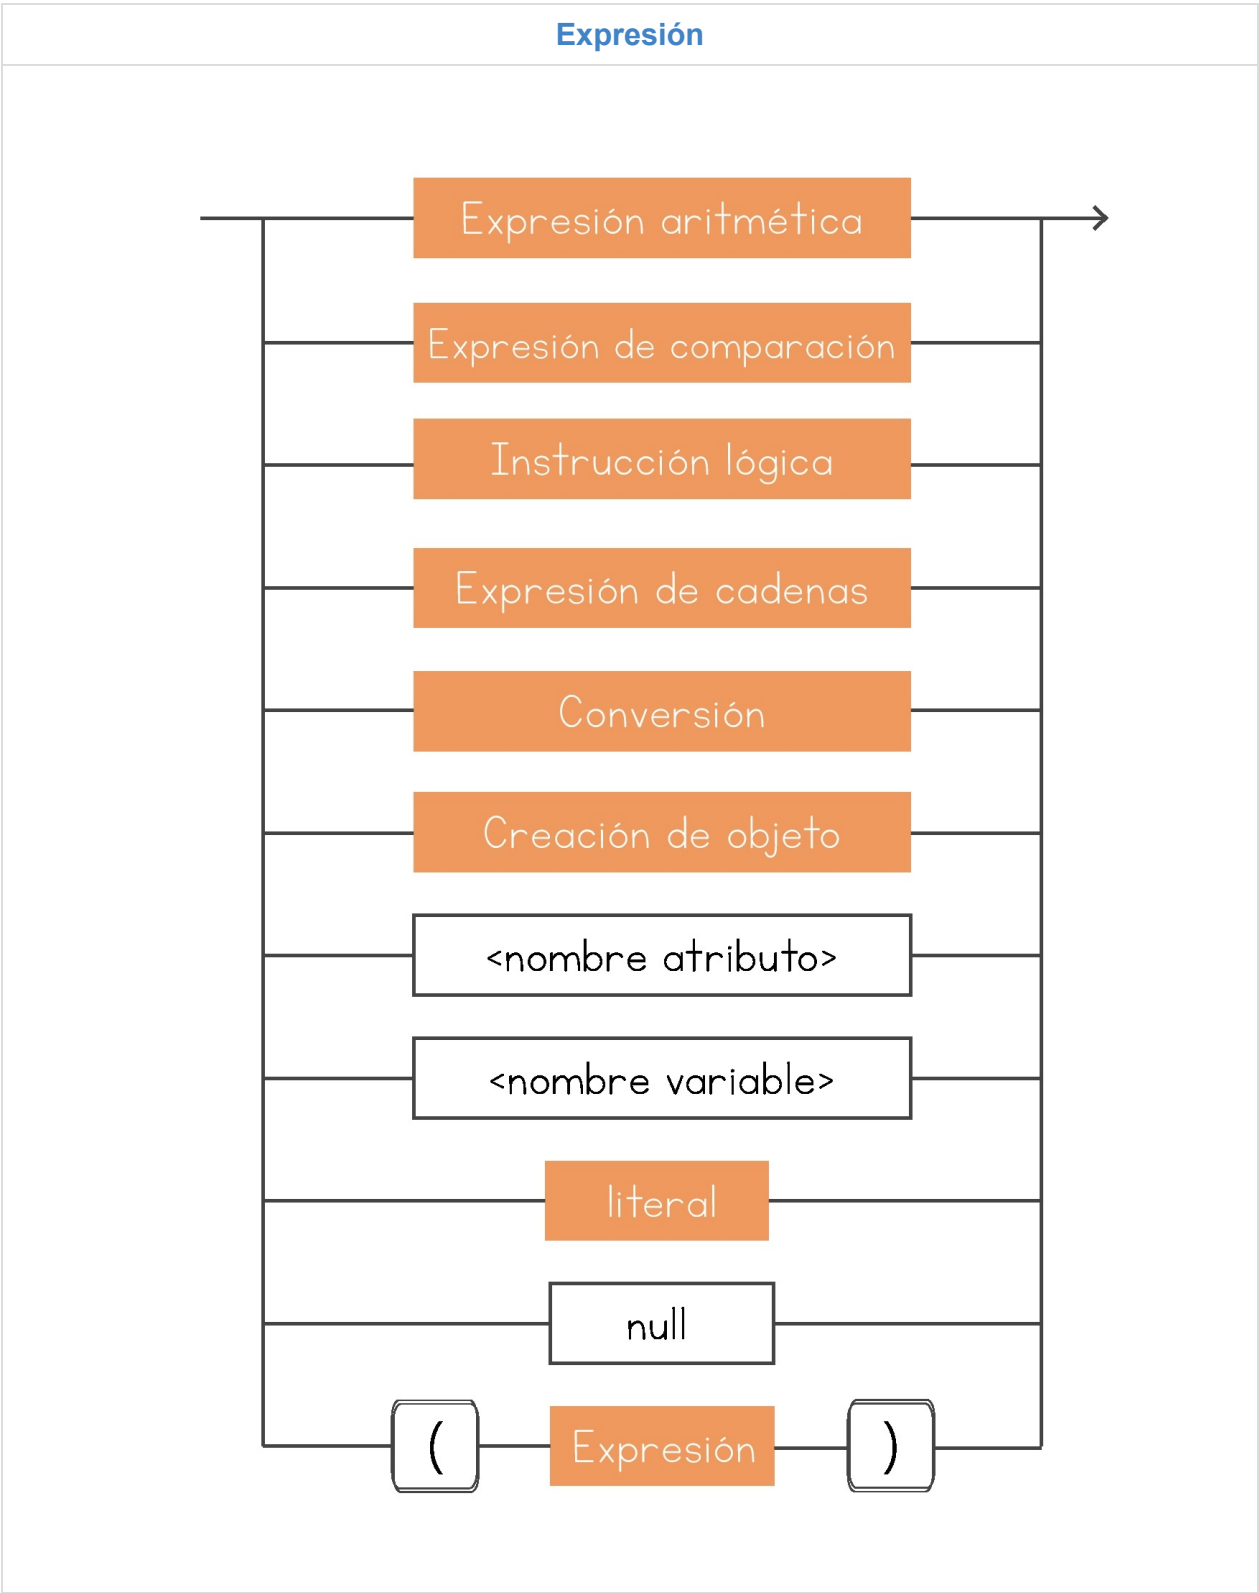 Expresión
Expresión aritmética
Expresión de comparación
Instrucción lógica
Expresión de cadenas
Conversión
Creación de objeto
<nombre atributo>
<nombre variable>
literal
null
( Expresión )